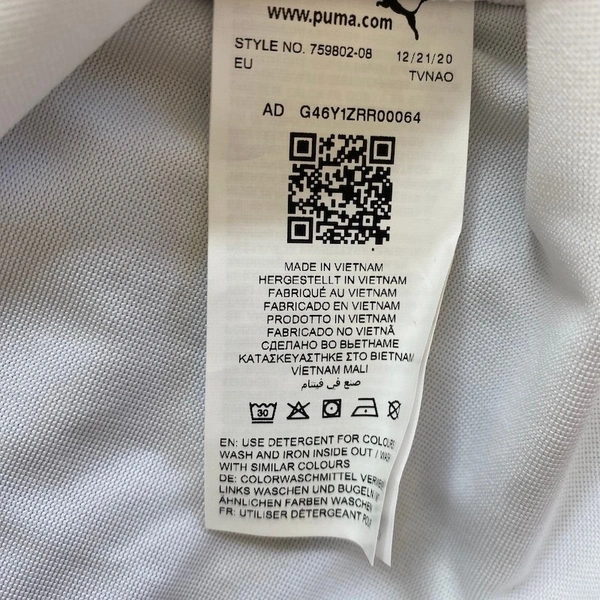 www.puma.com
STYLE NO. 759802-08 12/21/20
EU TVNAO
AD G46Y1ZRR00064
MADE IN VIETNAM
HERGESTELLT IN VIETNAM
FABRIQUÉ AU VIETNAM
FABRICADO EN VIETNAM
PRODOTTO IN VIETNAM
FABRICADO NO VIETNÃ
СДЕЛАНО ВО ВЬЕТНАМЕ
ΚΑΤΑΣΚΕΥΑΣΤΗΚΕ ΣΤΟ ΒΙΕΤΝΑΜ
VİETNAM MALI
صنع في فيتنام
30
EN: USE DETERGENT FOR COLOURS
WASH AND IRON INSIDE OUT /
WITH SIMILAR COLOURS
DE: COLORWASCHMITTEL
LINKS WASCHEN UND BUGELN
ÄHNLICHEN FARBEN WASCHEN
FR: UTILISER DÉTERGEANT